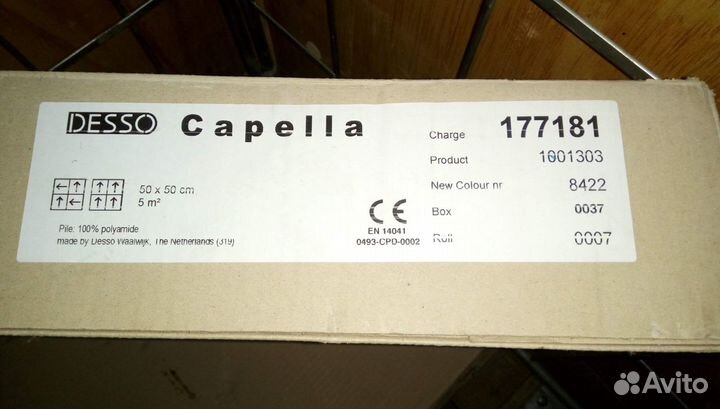 DESSO Capella
Charge 177181
Product 1001303
New Colour nr 8422
Box 0037
Roll 0007
50 x 50 cm
5 m²
CE
EN 14041
0493-CPD-0002
Pile: 100% polyamide
made by Desso Waalwijk, The Netherlands (319)
Avito